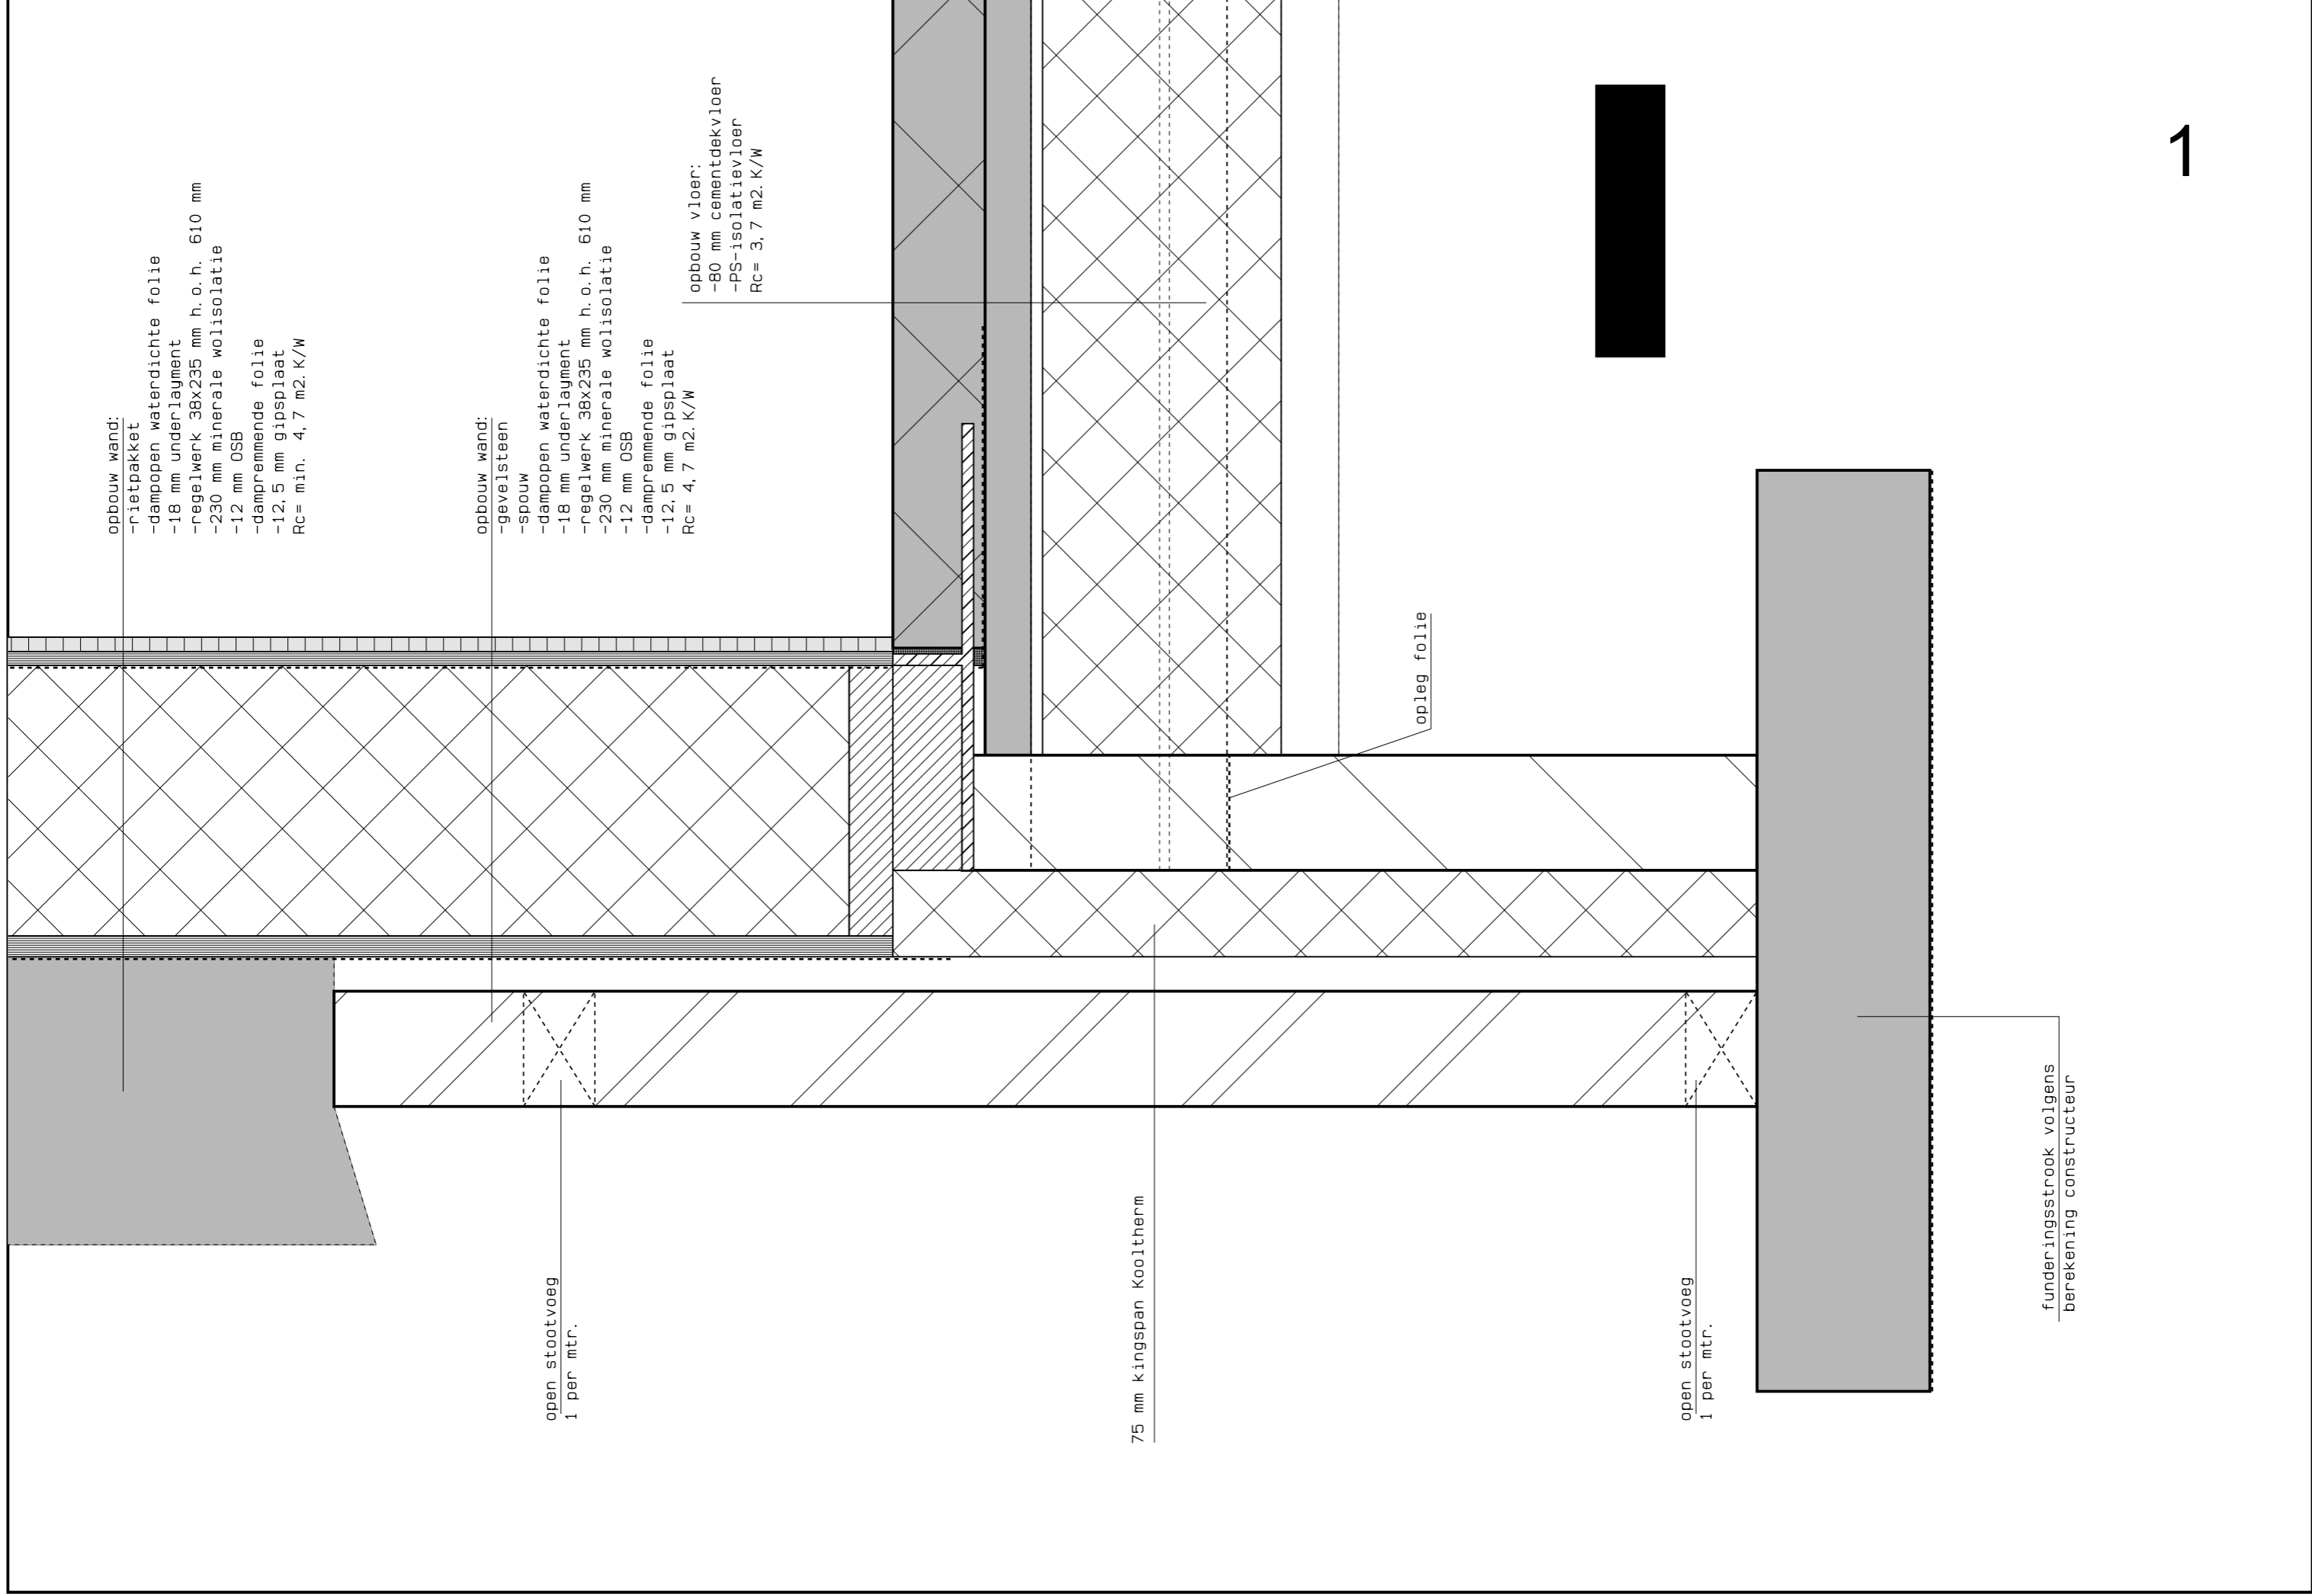 opbouw wand:
-rietpakket
-dampopen waterdichte folie
-18 mm underlayment
-regelwerk 38x235 mm h.o.h. 610 mm
-230 mm minerale wolisolatie
-12 mm OSB
-dampremmende folie
-12,5 mm gipsplaat
Rc= min. 4,7 m2.K/W
opbouw wand:
-gevelsteen
-spouw
-dampopen waterdichte folie
-18 mm underlayment
-regelwerk 38x235 mm h.o.h. 610 mm
-230 mm minerale wolisolatie
-12 mm OSB
-dampremmende folie
-12,5 mm gipsplaat
Rc= 4,7 m2.K/W
opbouw vloer:
-80 mm cementdekvloer
-PS-isolatievloer
Rc= 3,7 m2.K/W
open stootvoeg
1 per mtr.
75 mm kingspan Kooltherm
opleg folie
open stootvoeg
1 per mtr.
funderingsstrook volgens
berekening constructeur
1